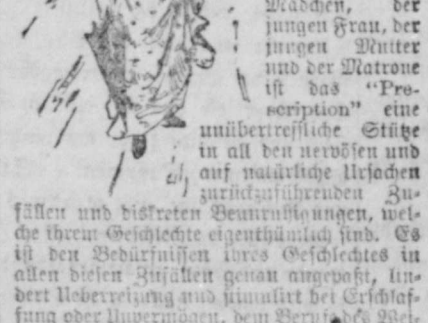 Mädchen, der
jungen Frau, der
jungen Mutter
und der Matrone
ist das “Pre-
scription” eine
unübertreffliche Stütze
in all den nervösen und
auf natürliche Ursachen
zurückzuführenden Zu-
fällen und diskreten Beunruhigungen, wel-
che ihrem Geschlechte eigenthümlich sind. Es
ist den Bedürfnissen ihres Geschlechtes in
allen diesen Zufällen genau angepaßt, lin-
dert Ueberreizung und stimulirt bei Erschlaf-
fung oder Unvermögen, dem Berufe des Wei-